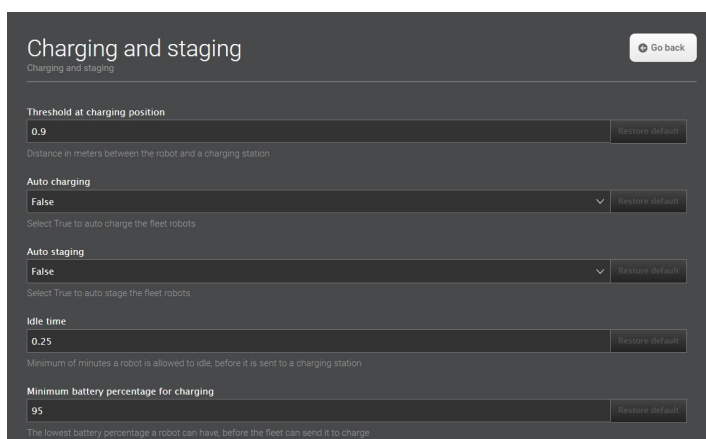 Charging and staging
Go back
Charging and staging
Threshold at charging position
0.9
Restore default
Distance in meters between the robot and a charging station
Auto charging
False
Restore default
Select True to auto charge the fleet robots
Auto staging
False
Restore default
Select True to auto stage the fleet robots
Idle time
0.25
Restore default
Minimum of minutes a robot is allowed to idle, before it is sent to a charging station
Minimum battery percentage for charging
95
Restore default
The lowest battery percentage a robot can have, before the fleet can send it to charge